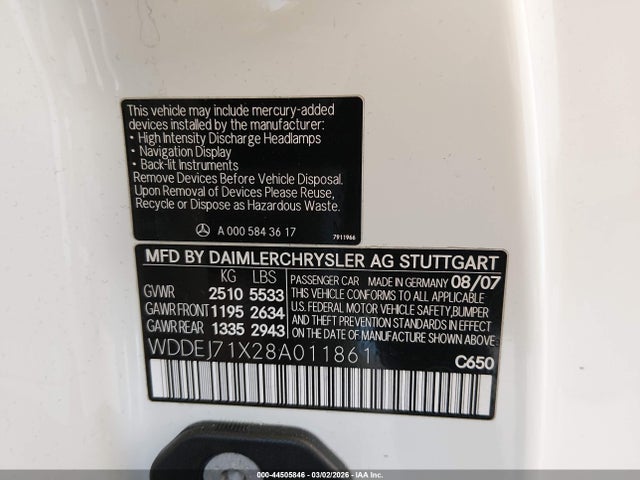 This vehicle may include mercury-added
devices installed by the manufacturer:
• High Intensity Discharge Headlamps
• Navigation Display
• Back-lit Instruments
Remove Devices Before Vehicle Disposal.
Upon Removal of Devices Please Reuse,
Recycle or Dispose as Hazardous Waste.
A 000 584 36 17
7911966
MFD BY DAIMLERCHRYSLER AG STUTTGART
KG LBS
GVWR 2510 5533
GAWR FRONT 1195 2634
GAWR REAR 1335 2943
PASSENGER CAR MADE IN GERMANY 08/07
THIS VEHICLE CONFORMS TO ALL APPLICABLE
U.S. FEDERAL MOTOR VEHICLE SAFETY,BUMPER
AND THEFT PREVENTION STANDARDS IN EFFECT
ON THE DATE OF MANUFACTURE SHOWN ABOVE.
WDDEJ71X28A011861
C650
000-44505846 | 03/02/2026 | IAA Inc.